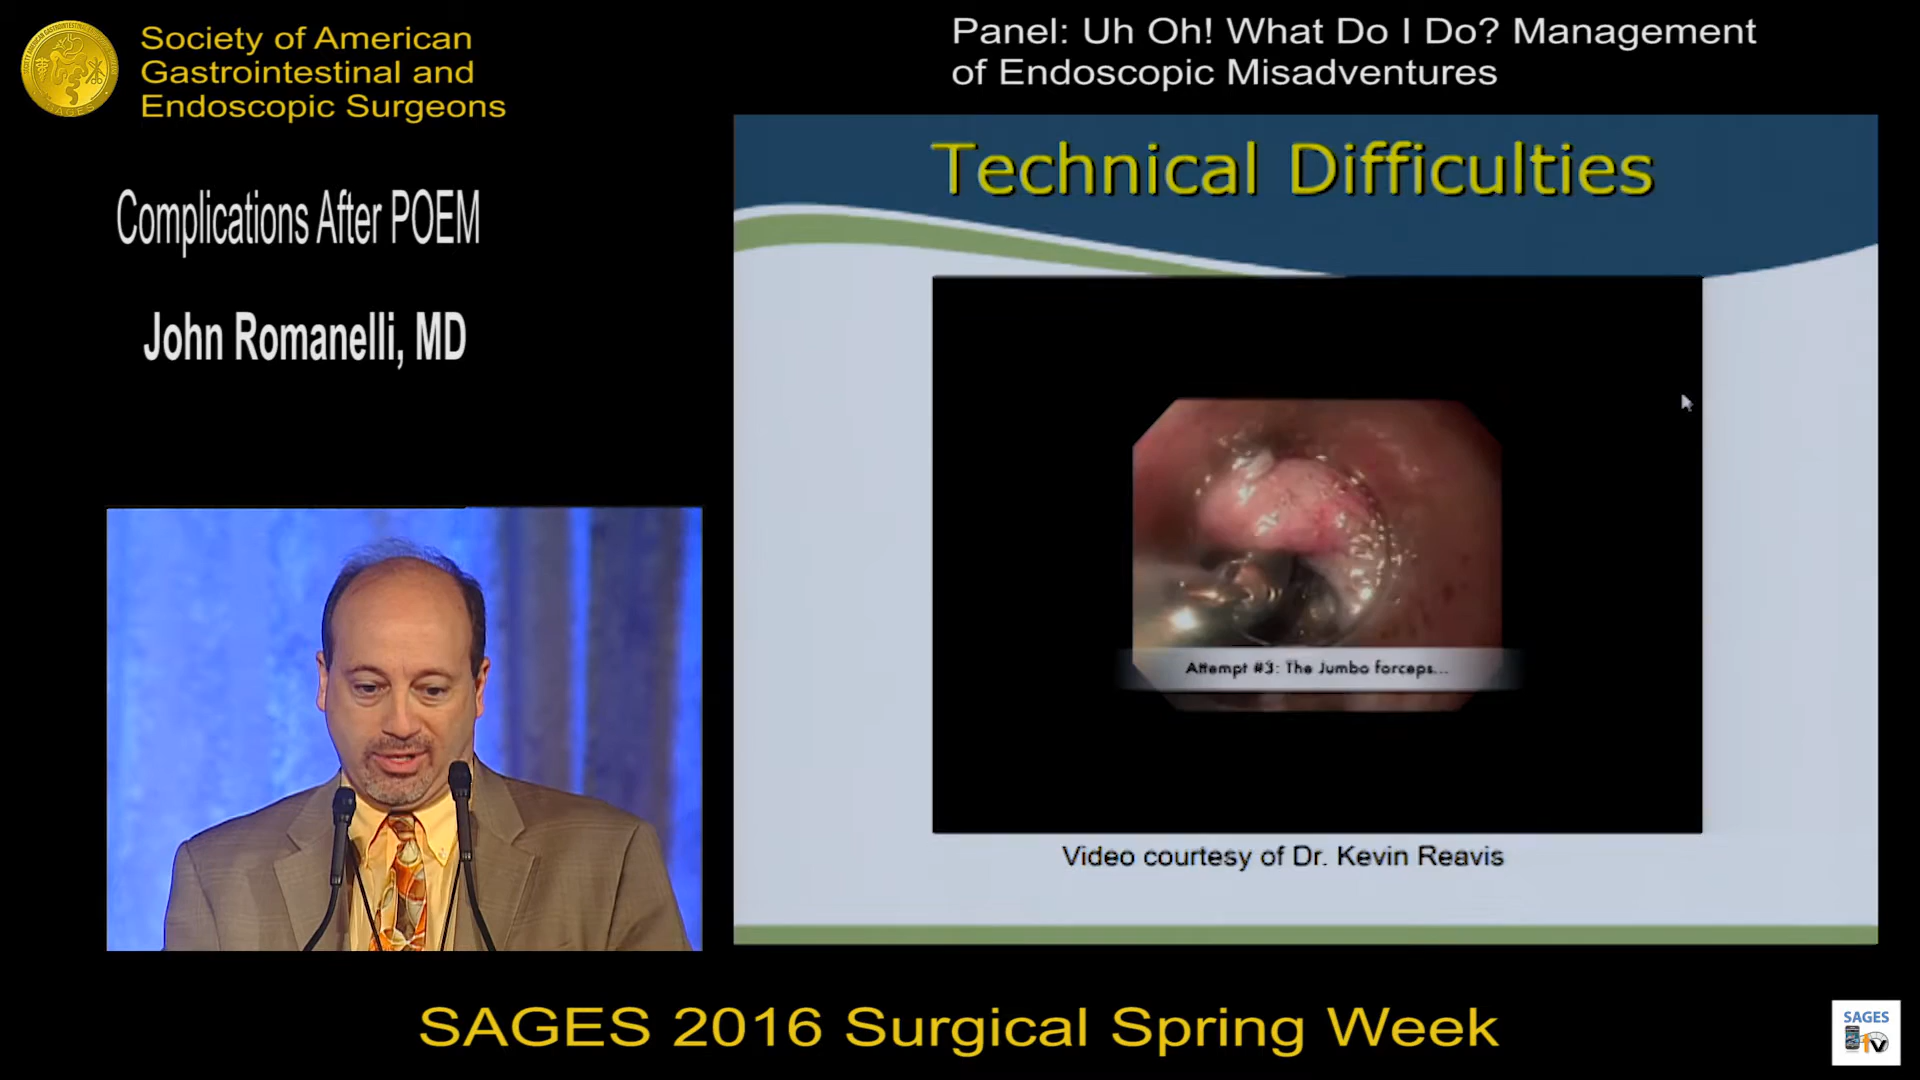 Society of American
Gastrointestinal and
Endoscopic Surgeons
Panel: Uh Oh! What Do I Do? Management
of Endoscopic Misadventures
Complications After POEM
John Romanelli, MD
Technical Difficulties
Attempt #3: The Jumbo forceps...
Video courtesy of Dr. Kevin Reavis
SAGES 2016 Surgical Spring Week
SAGES
TV